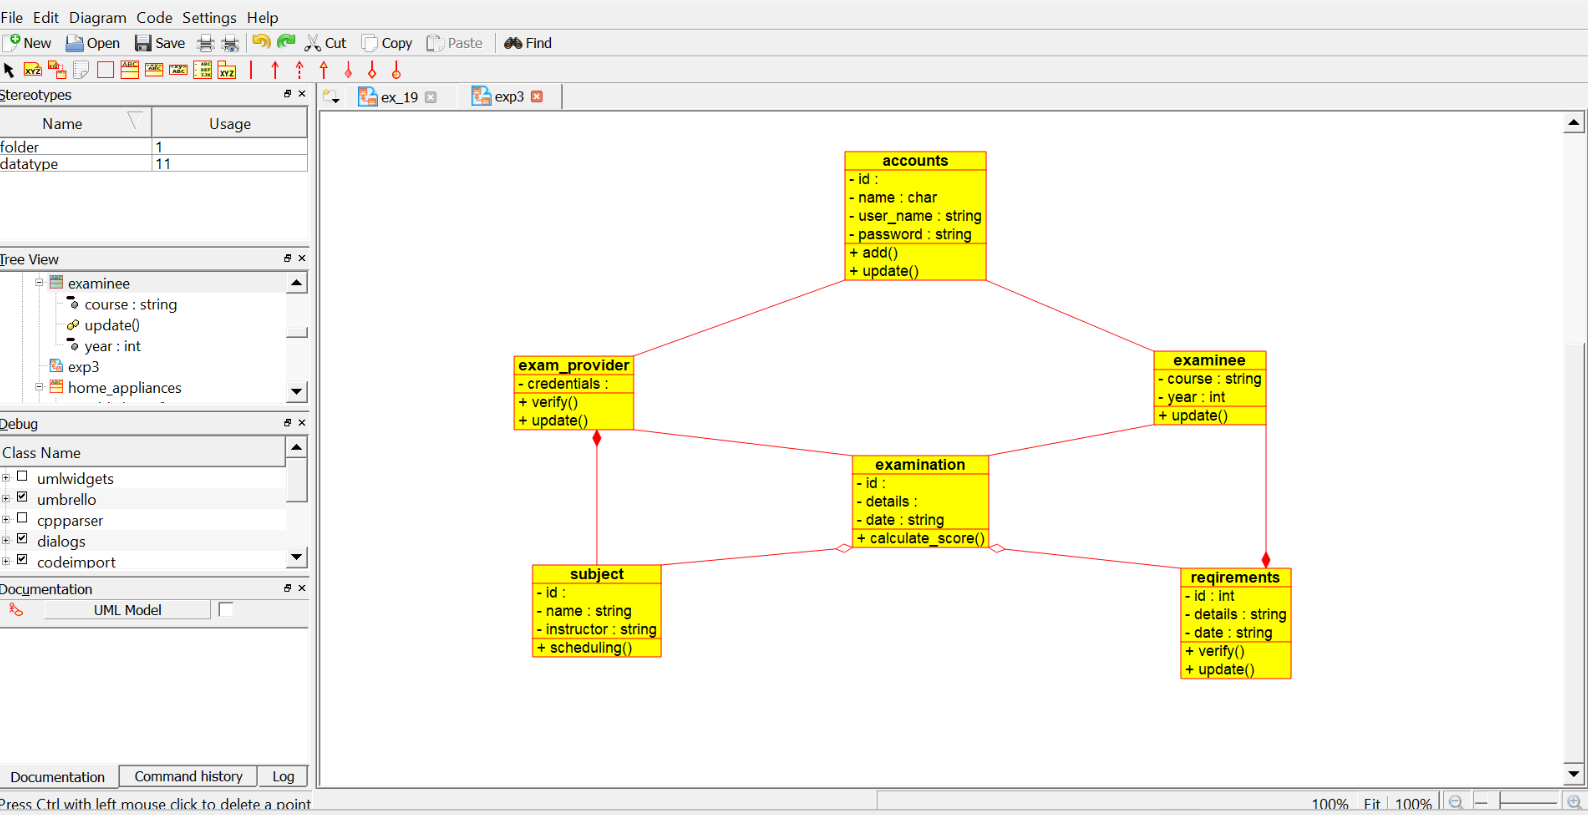 File Edit Diagram Code Settings Help
New Open Save Cut Copy Paste Find
Stereotypes
Name Usage
folder 1
datatype 11
Tree View
examinee
course : string
update()
year : int
exp3
home_appliances
Debug
Class Name
umlwidgets
umbrello
cppparser
dialogs
codeimport
Documentation
UML Model
Documentation Command history Log
Press Ctrl with left mouse click to delete a point
ex_19 exp3
accounts
- id :
- name : char
- user_name : string
- password : string
+ add()
+ update()
exam_provider
- credentials :
+ verify()
+ update()
examinee
- course : string
- year : int
+ update()
examination
- id :
- details :
- date : string
+ calculate_score()
subject
- id :
- name : string
- instructor : string
+ scheduling()
reqirements
- id : int
- details : string
- date : string
+ verify()
+ update()
100% Fit 100%